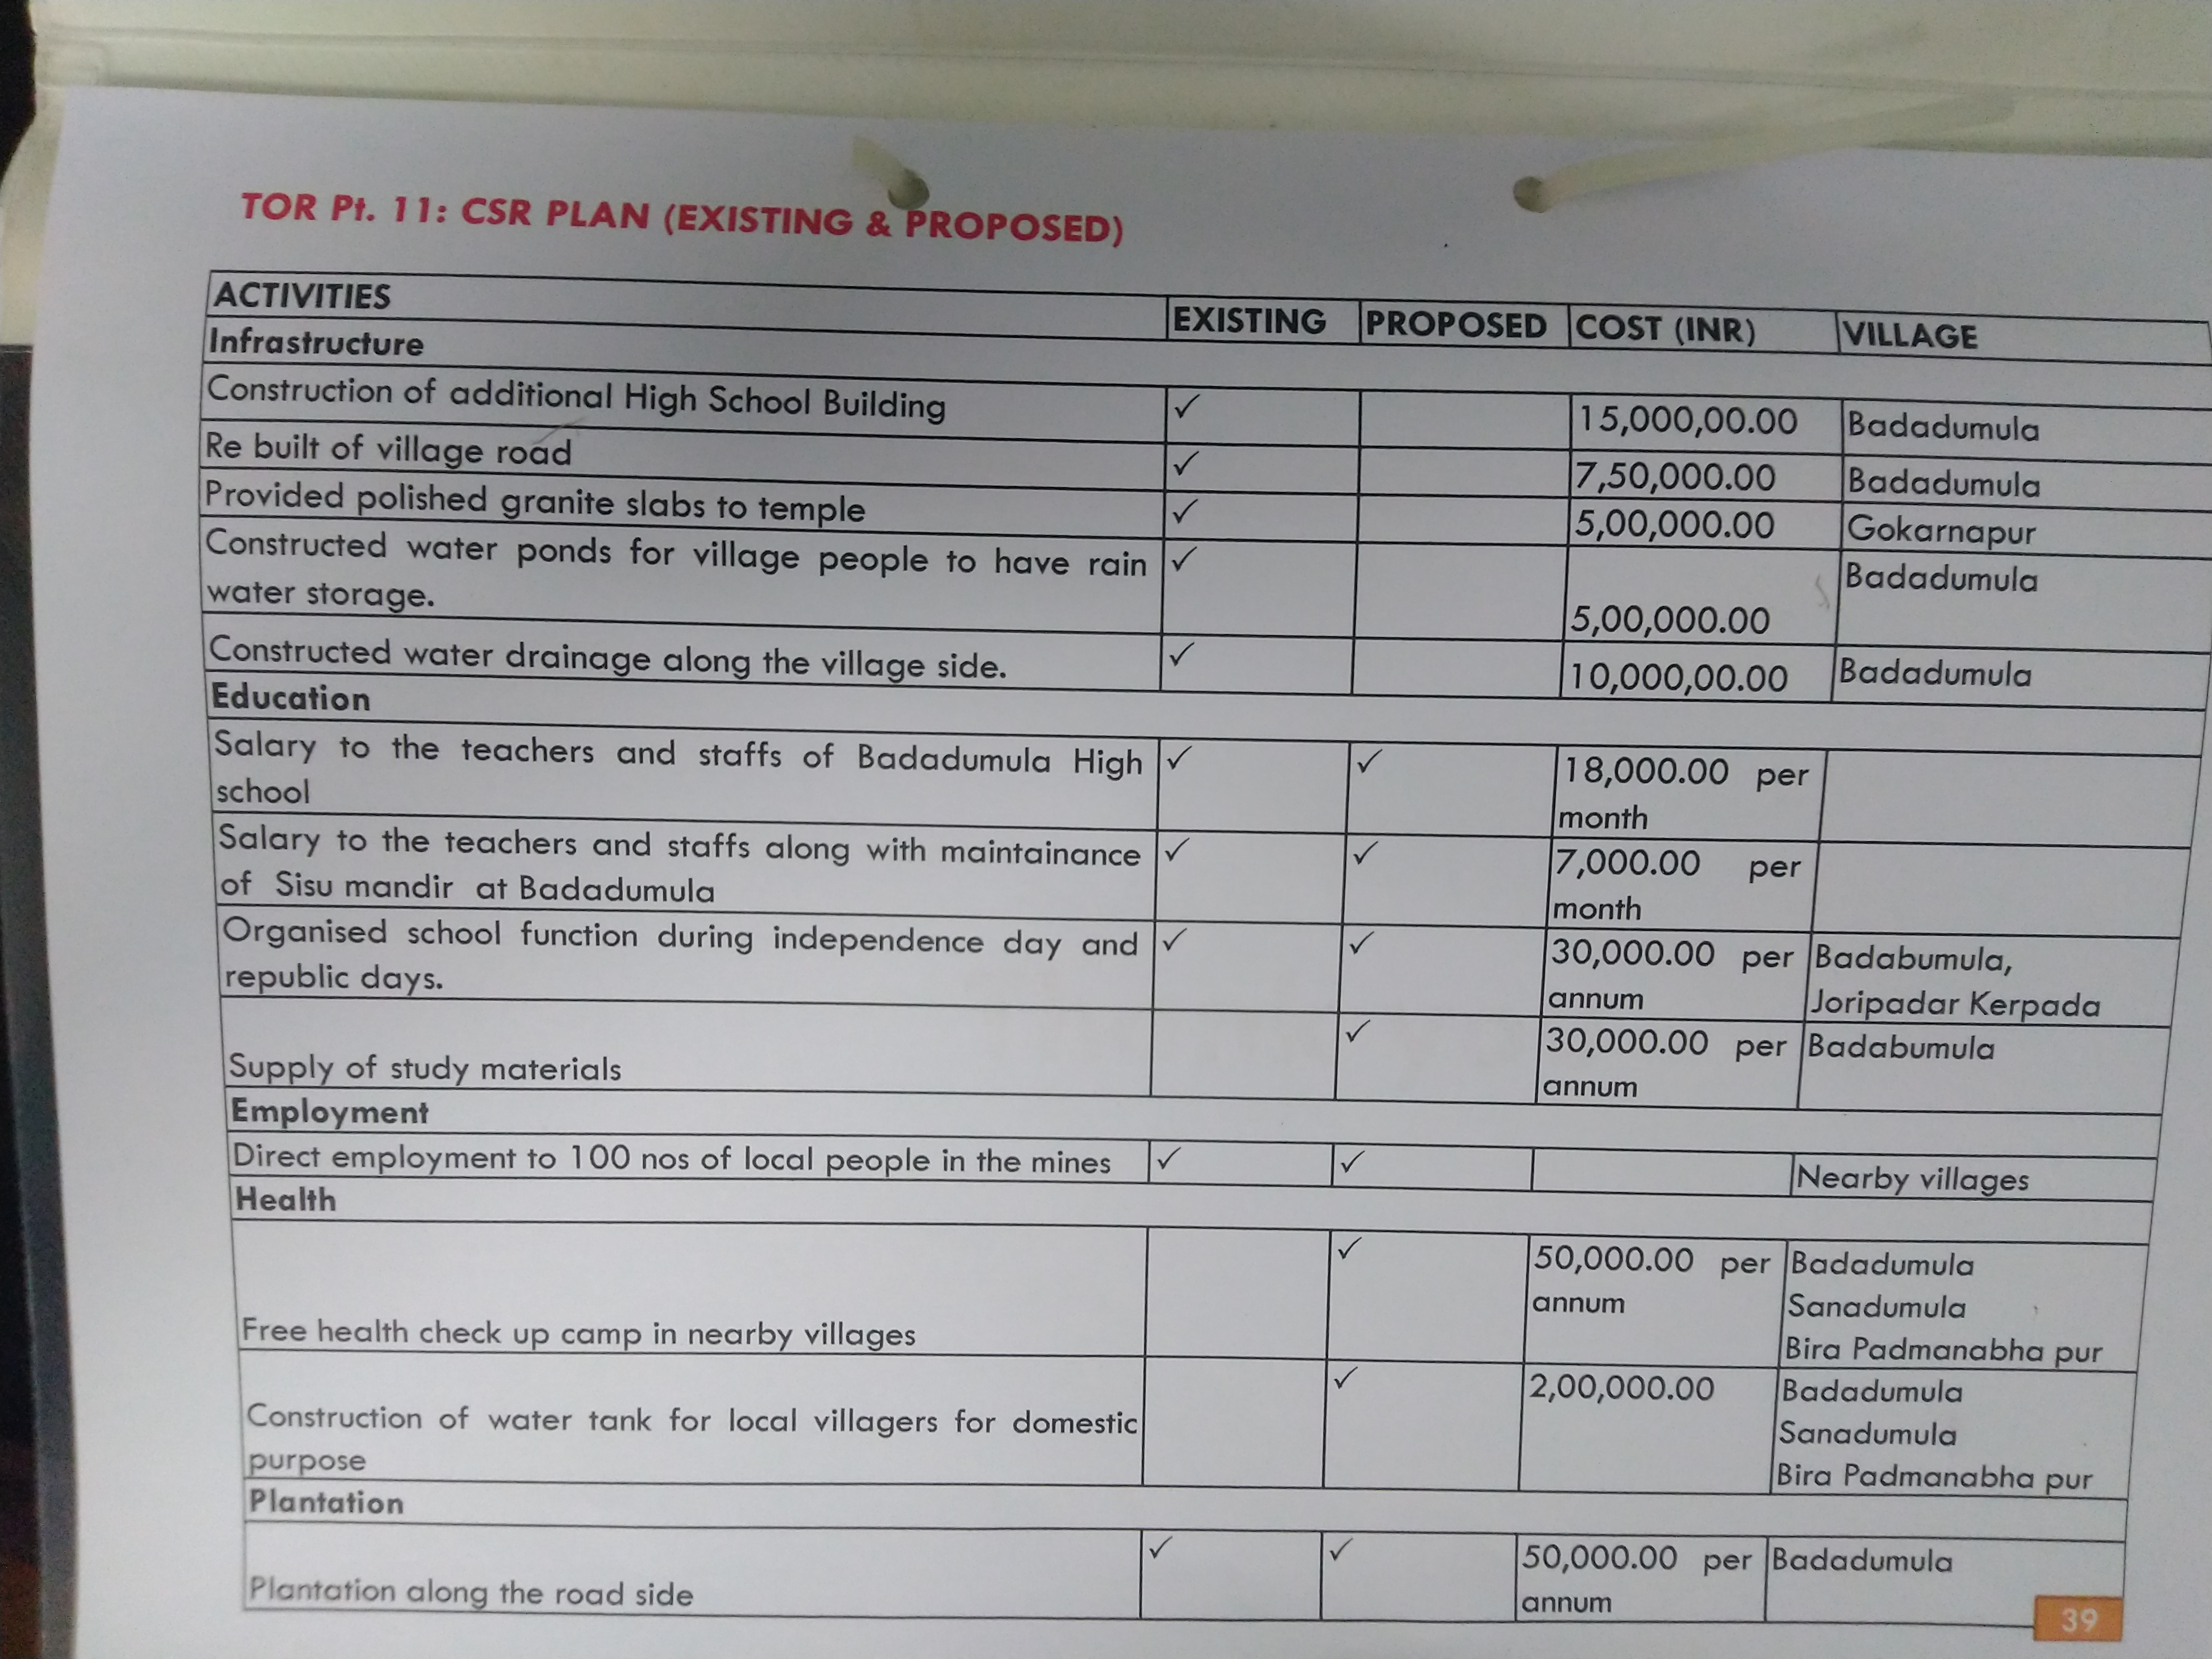 TOR Pt. 11: CSR PLAN (EXISTING & PROPOSED)
ACTIVITIES EXISTING PROPOSED COST (INR) VILLAGE
Infrastructure
Construction of additional High School Building ✓ 15,000,00.00 Badadumula
Re built of village road ✓ 7,50,000.00 Badadumula
Provided polished granite slabs to temple ✓ 5,00,000.00 Gokarnapur
Constructed water ponds for village people to have rain ✓ Badadumula
water storage. 5,00,000.00
Constructed water drainage along the village side. ✓ 10,000,00.00 Badadumula
Education
Salary to the teachers and staffs of Badadumula High ✓ ✓ 18,000.00 per
school month
Salary to the teachers and staffs along with maintainance ✓ ✓ 7,000.00 per
of Sisu mandir at Badadumula month
Organised school function during independence day and ✓ ✓ 30,000.00 per Badabumula,
republic days. annum Joripadar Kerpada
Supply of study materials ✓ 30,000.00 per Badabumula
annum
Employment
Direct employment to 100 nos of local people in the mines ✓ ✓ Nearby villages
Health
Free health check up camp in nearby villages ✓ 50,000.00 per Badadumula
annum Sanadumula
Bira Padmanabha pur
Construction of water tank for local villagers for domestic ✓ 2,00,000.00 Badadumula
purpose Sanadumula
Bira Padmanabha pur
Plantation
Plantation along the road side ✓ ✓ 50,000.00 per Badadumula
annum
39